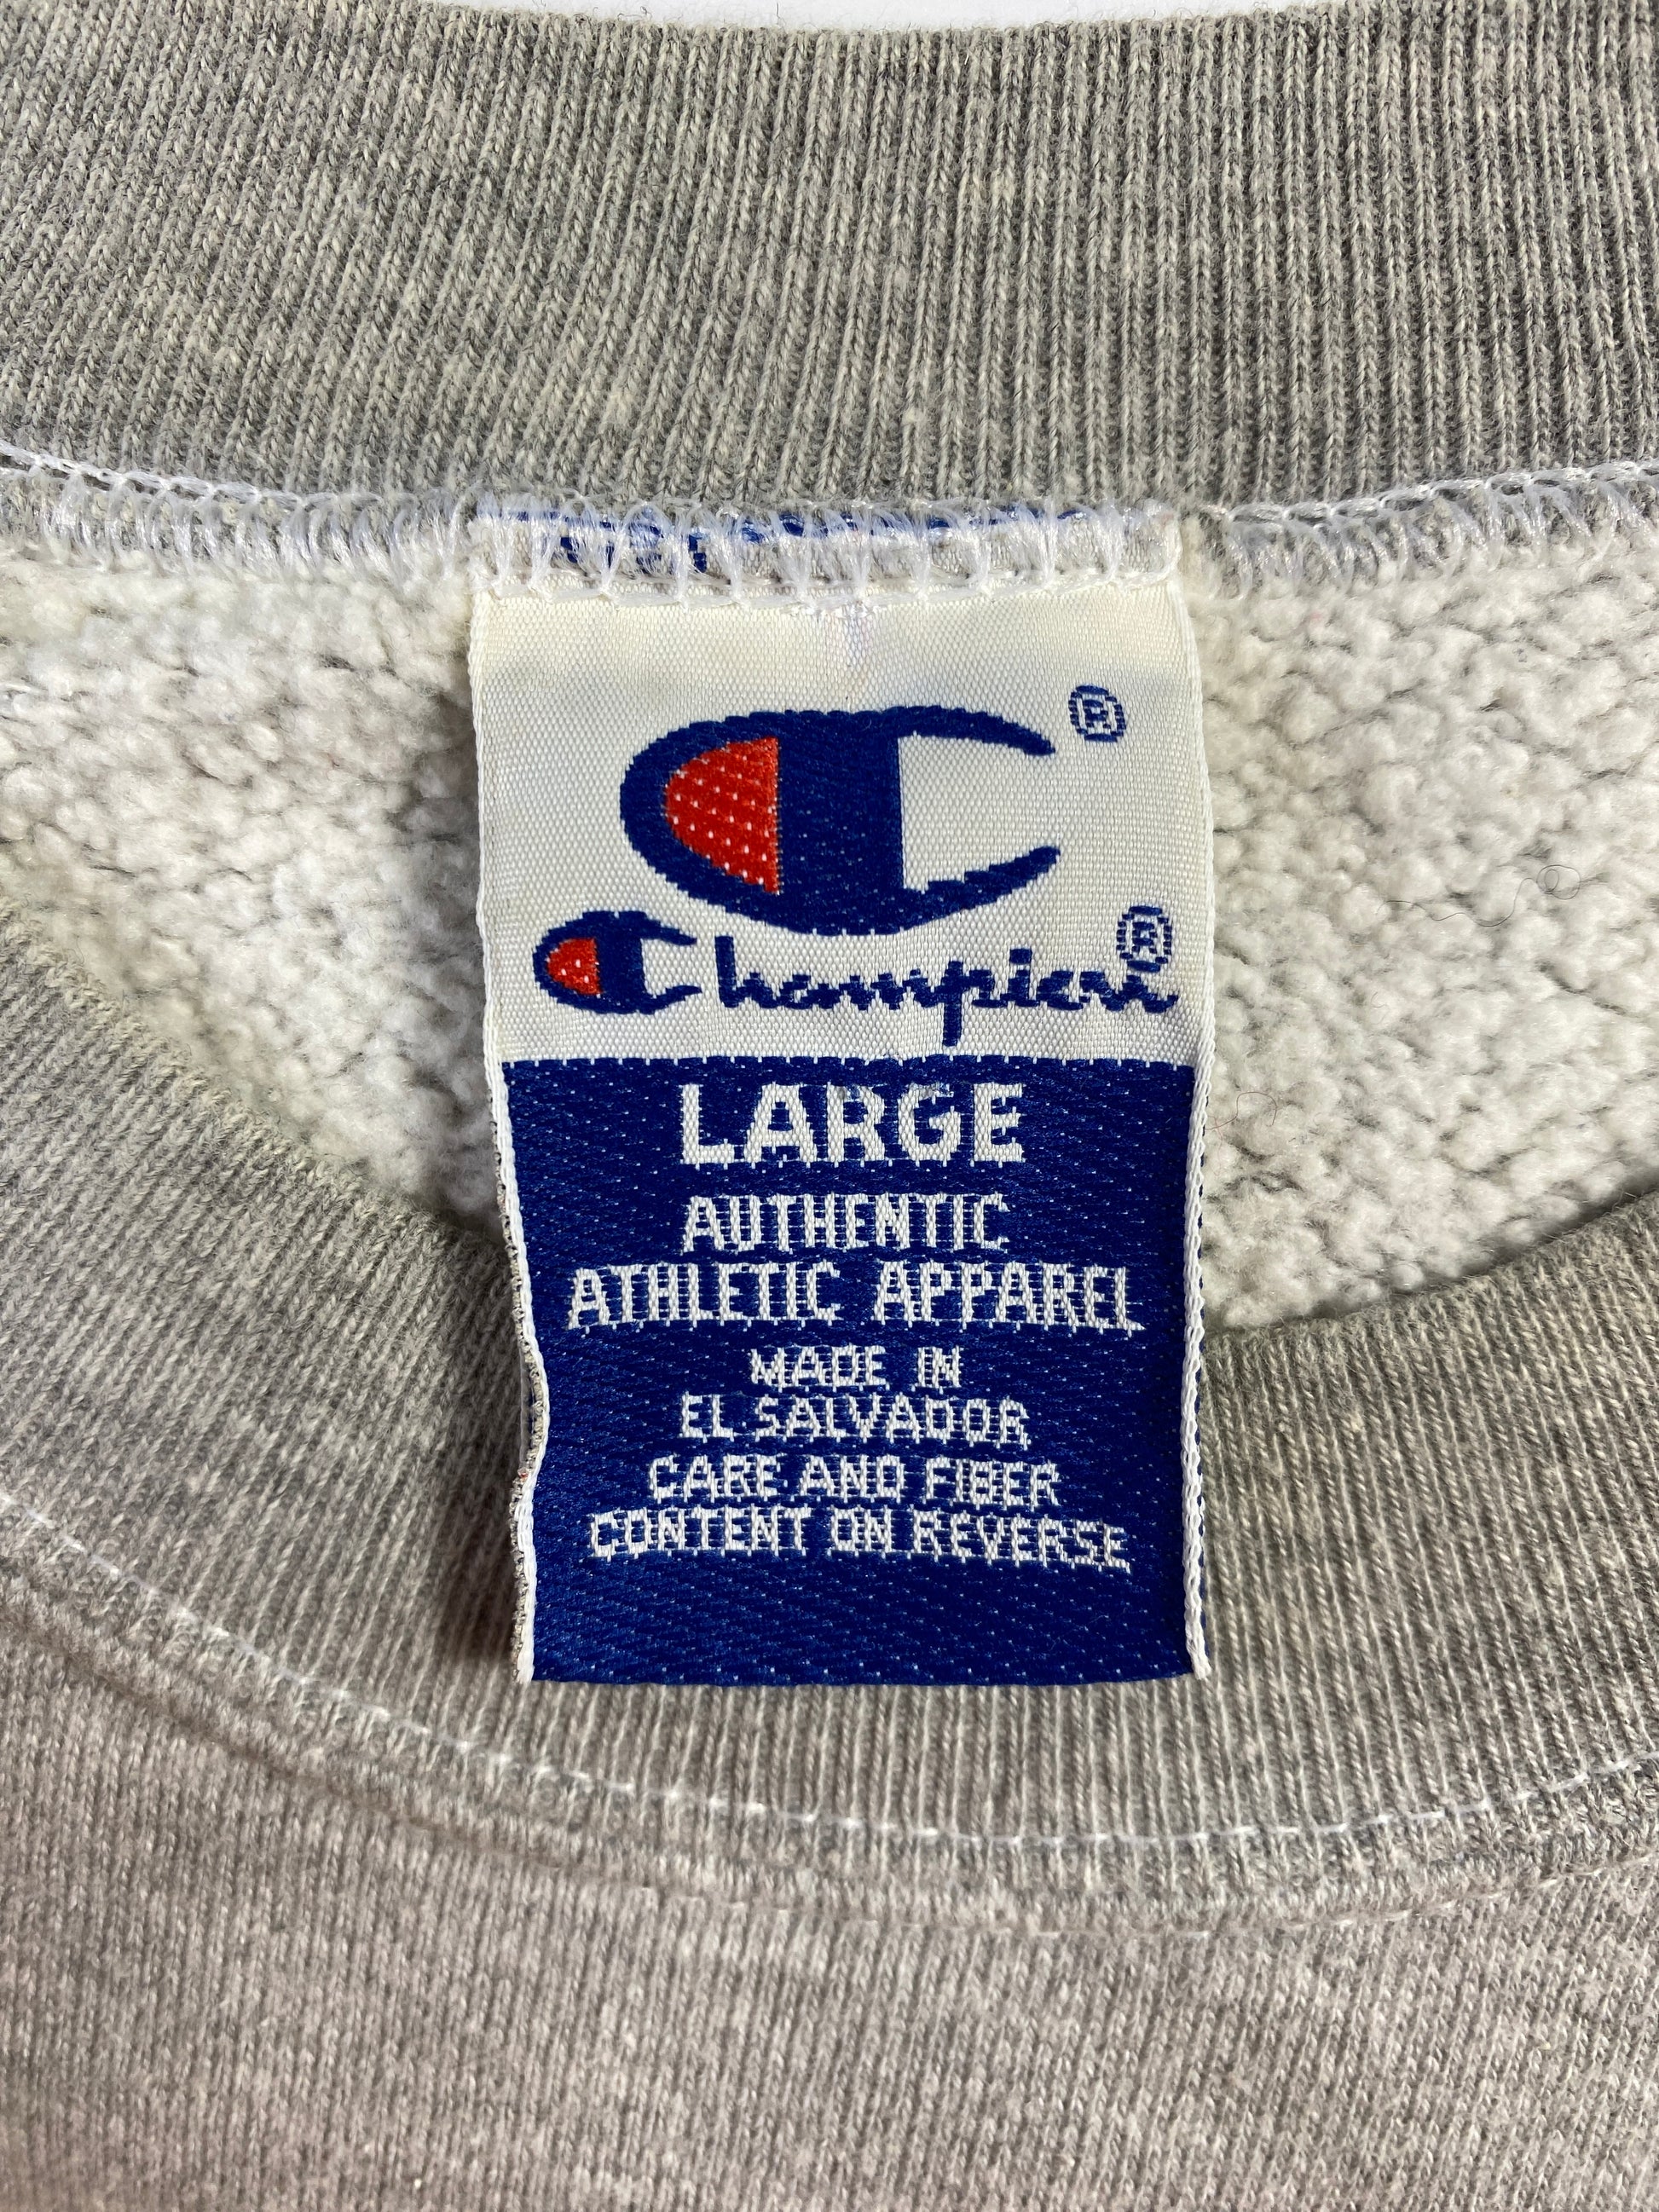 ®
Champion®
LARGE
AUTHENTIC
ATHLETIC APPAREL
MADE IN
EL SALVADOR
CARE AND FIBER
CONTENT ON REVERSE